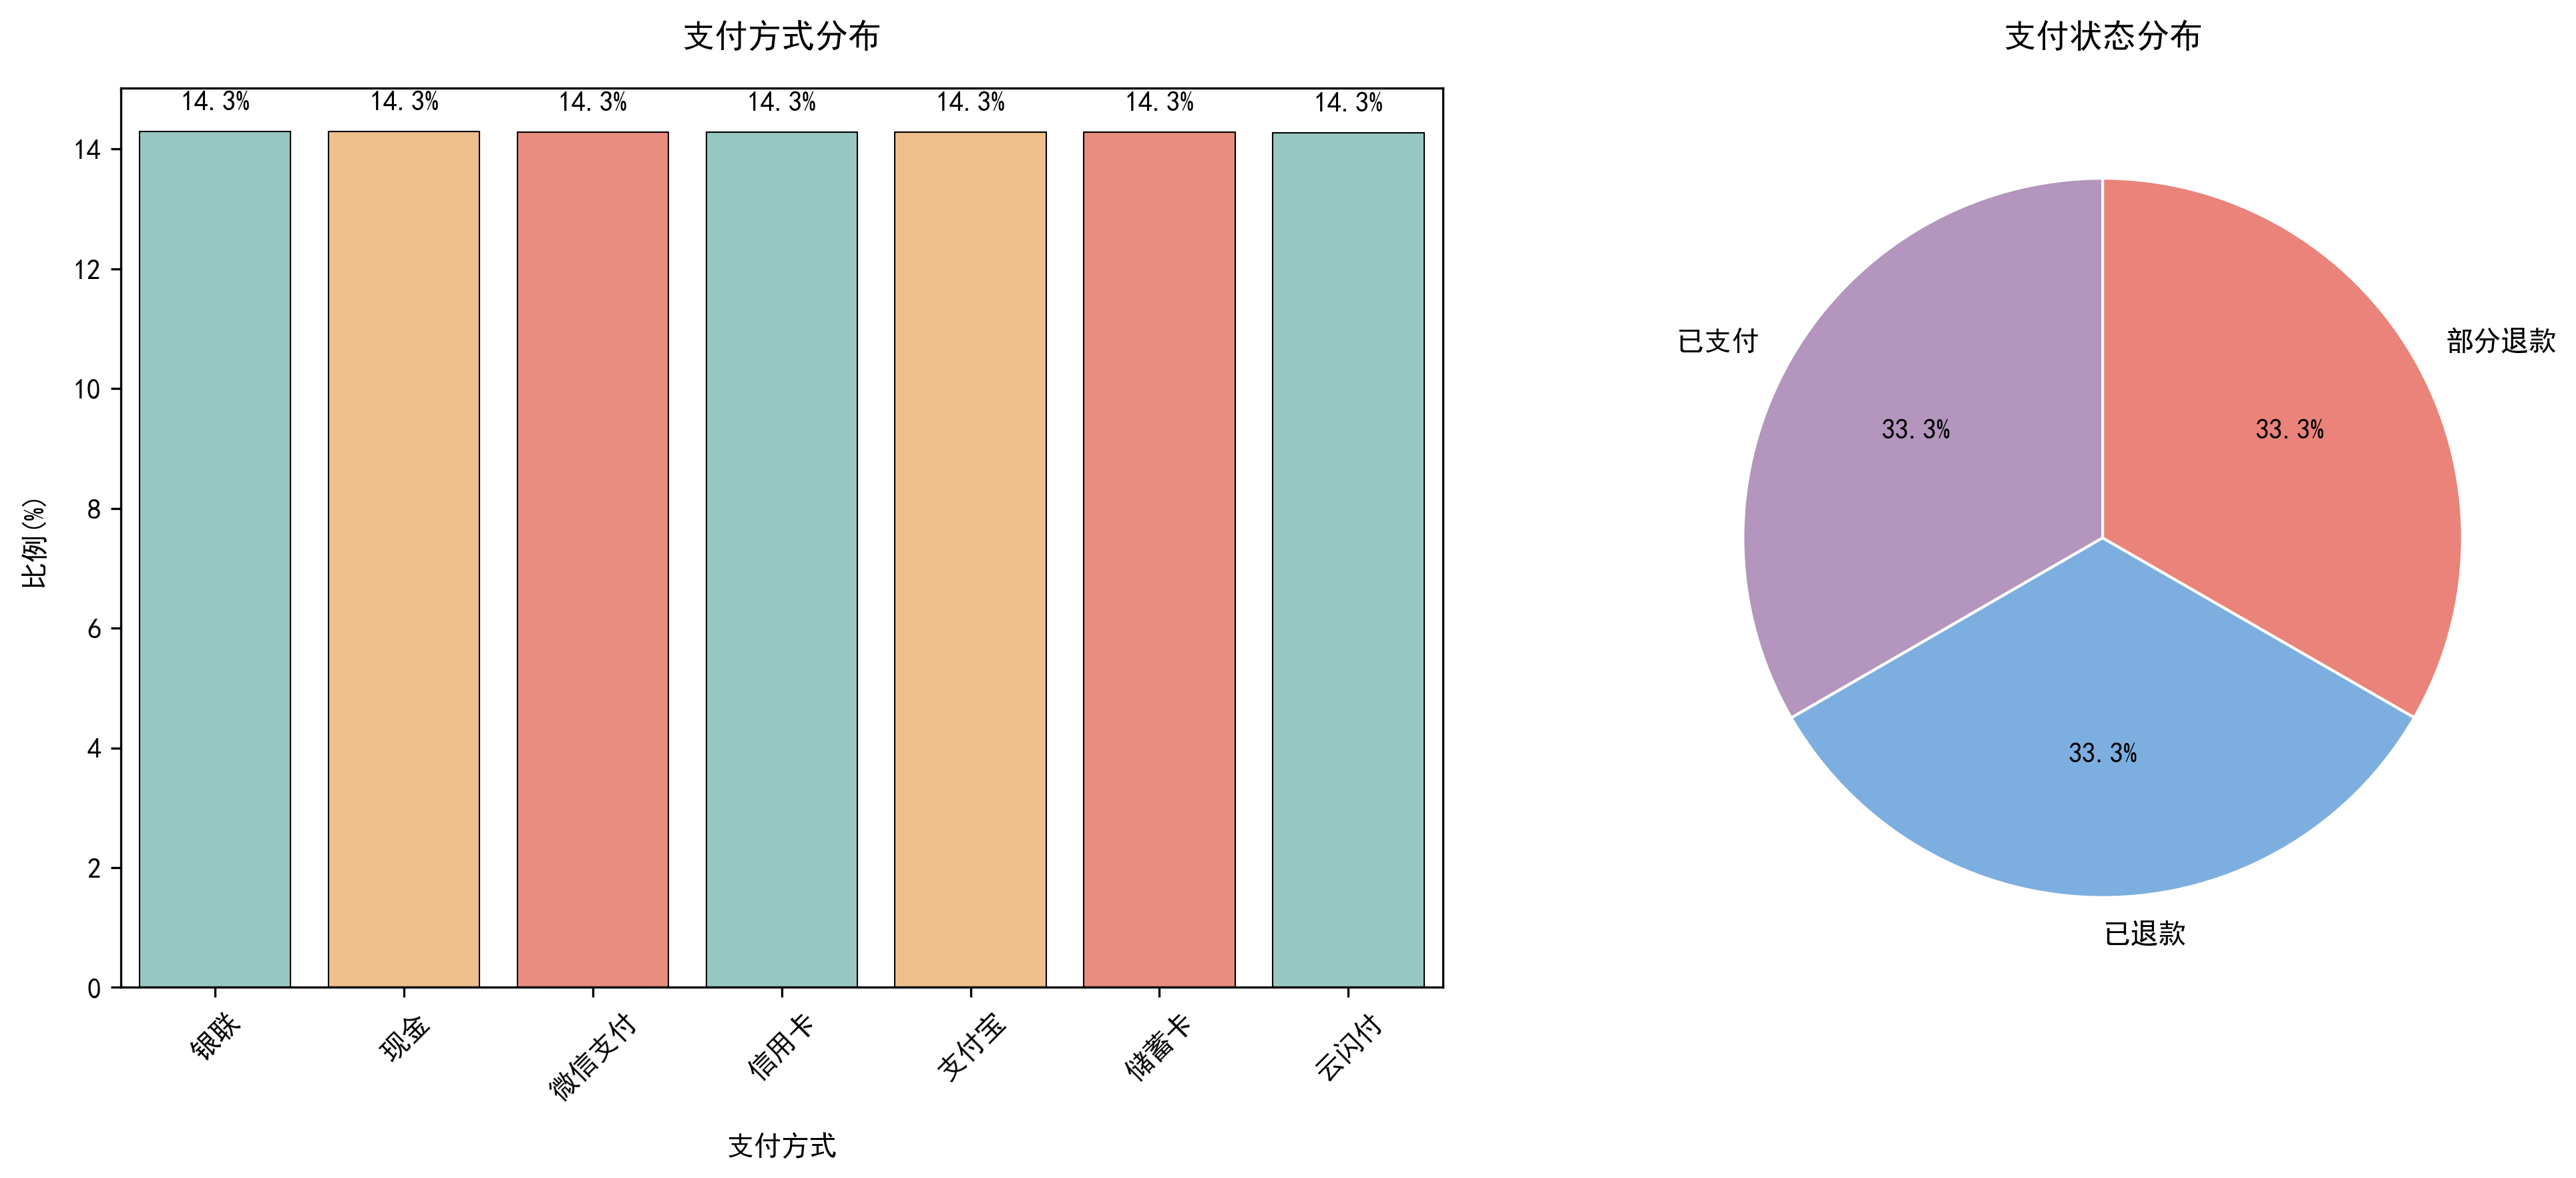 支付方式分布
14.3% 14.3% 14.3% 14.3% 14.3% 14.3% 14.3%
14
12
10
8
6
4
2
0
比例(%)
银联 现金 微信支付 信用卡 支付宝 储蓄卡 云闪付
支付方式
支付状态分布
已支付 部分退款
33.3% 33.3%
33.3%
已退款